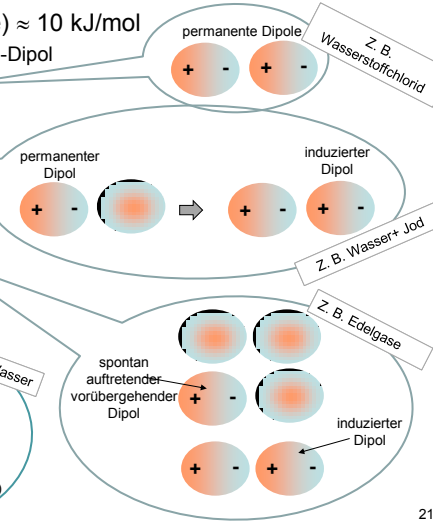 ) ≈ 10 kJ/mol
-Dipol
permanente Dipole
+ - + -
Z. B.
Wasserstoffchlorid
permanenter
Dipol
induzierter
Dipol
+ - + - + -
Z. B. Wasser+ Jod
Z. B. Edelgase
spontan
auftretender
vorübergehender
Dipol
+ -
induzierter
Dipol
+ - + -
21